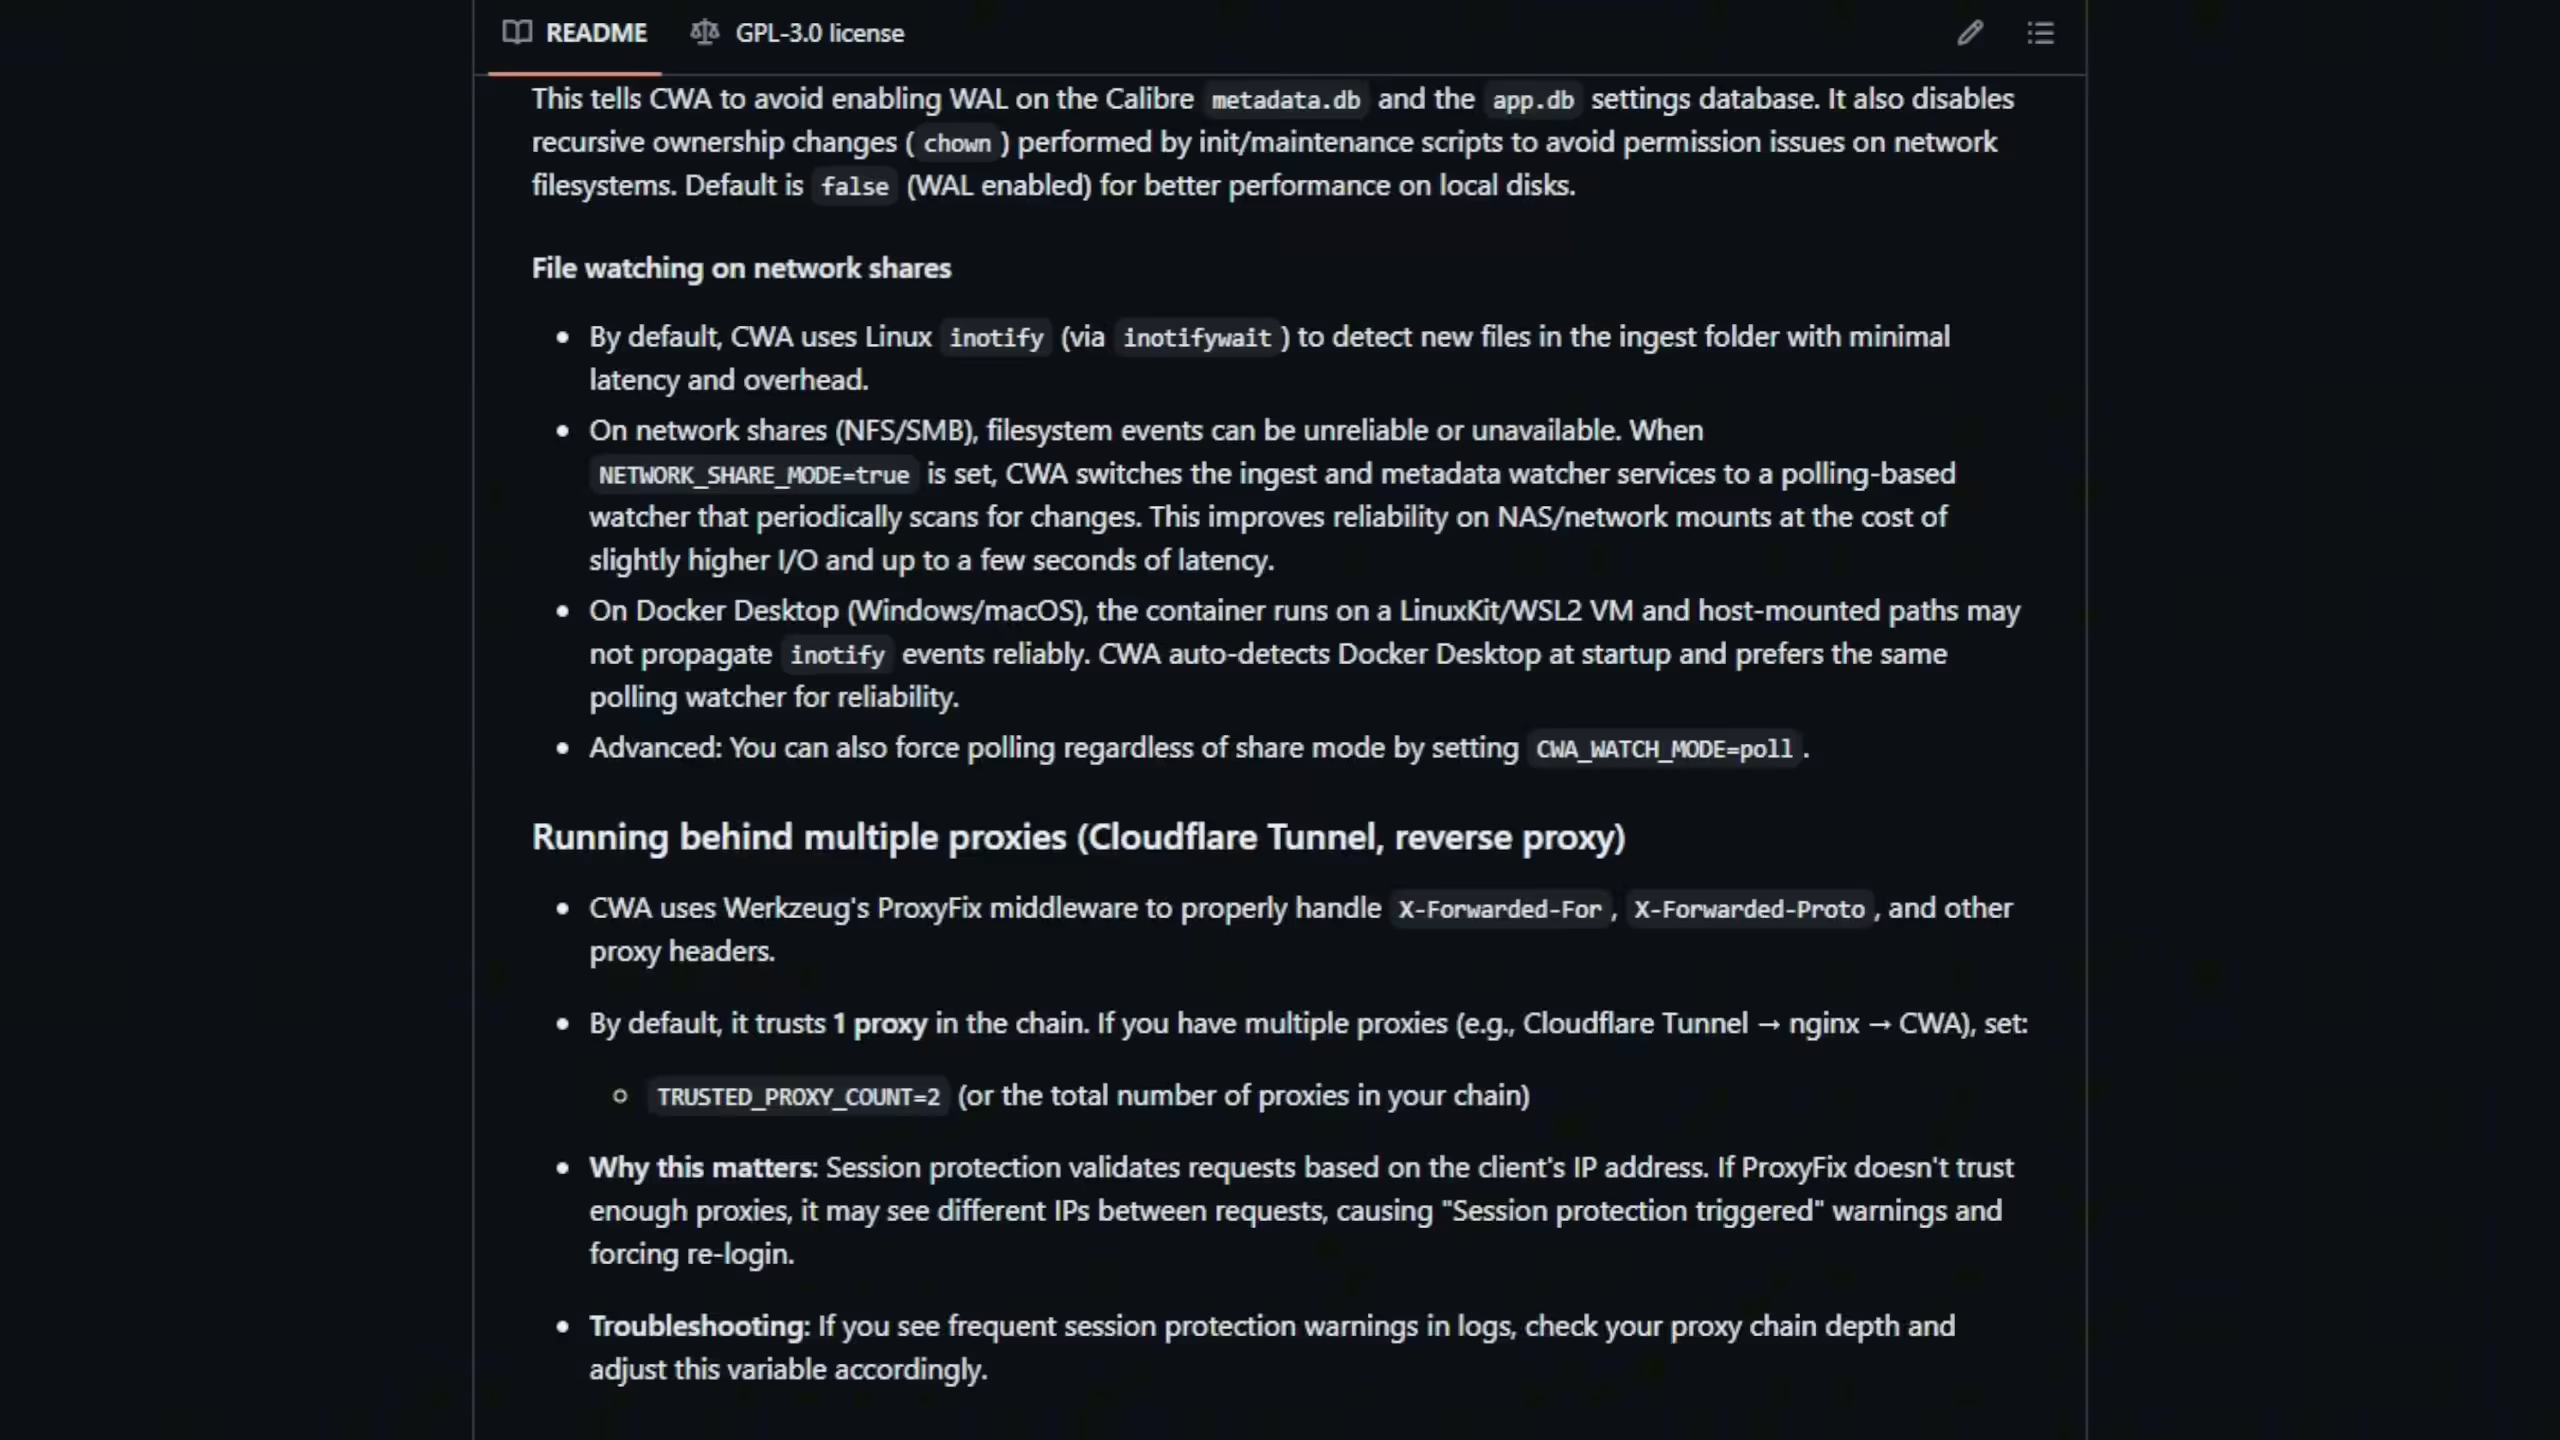 README GPL-3.0 license
This tells CWA to avoid enabling WAL on the Calibre metadata.db and the app.db settings database. It also disables
recursive ownership changes ( chown ) performed by init/maintenance scripts to avoid permission issues on network
filesystems. Default is false (WAL enabled) for better performance on local disks.
File watching on network shares
• By default, CWA uses Linux inotify (via inotifywait ) to detect new files in the ingest folder with minimal
latency and overhead.
• On network shares (NFS/SMB), filesystem events can be unreliable or unavailable. When
NETWORK_SHARE_MODE=true is set, CWA switches the ingest and metadata watcher services to a polling-based
watcher that periodically scans for changes. This improves reliability on NAS/network mounts at the cost of
slightly higher I/O and up to a few seconds of latency.
• On Docker Desktop (Windows/macOS), the container runs on a LinuxKit/WSL2 VM and host-mounted paths may
not propagate inotify events reliably. CWA auto-detects Docker Desktop at startup and prefers the same
polling watcher for reliability.
• Advanced: You can also force polling regardless of share mode by setting CWA_WATCH_MODE=poll .
Running behind multiple proxies (Cloudflare Tunnel, reverse proxy)
• CWA uses Werkzeug's ProxyFix middleware to properly handle X-Forwarded-For , X-Forwarded-Proto , and other
proxy headers.
• By default, it trusts 1 proxy in the chain. If you have multiple proxies (e.g., Cloudflare Tunnel → nginx → CWA), set:
○ TRUSTED_PROXY_COUNT=2 (or the total number of proxies in your chain)
• Why this matters: Session protection validates requests based on the client's IP address. If ProxyFix doesn't trust
enough proxies, it may see different IPs between requests, causing "Session protection triggered" warnings and
forcing re-login.
• Troubleshooting: If you see frequent session protection warnings in logs, check your proxy chain depth and
adjust this variable accordingly.